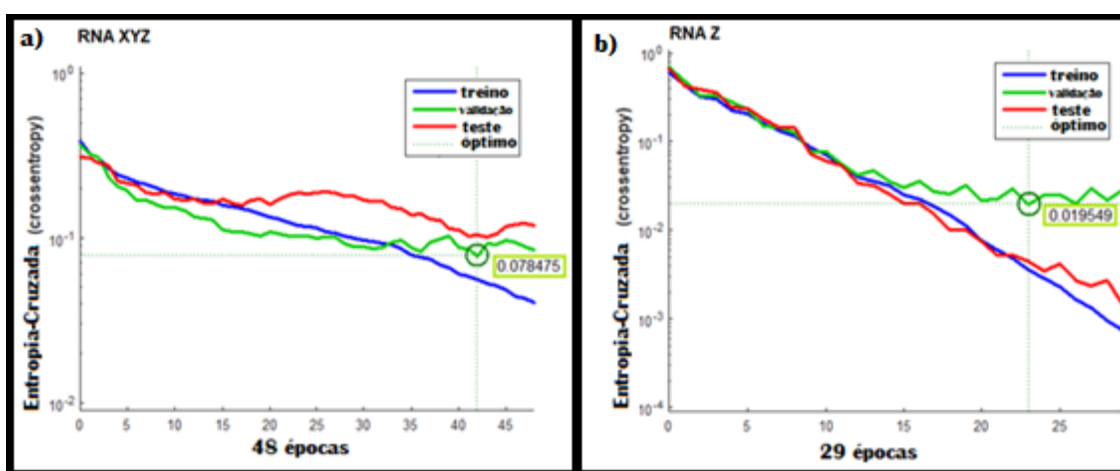 a)
RNA XYZ
10⁰
10⁻¹
10⁻²
Entropia-Cruzada (crossentropy)
treino
validação
teste
óptimo
0.078475
0 5 10 15 20 25 30 35 40 45
48 épocas
b)
RNA Z
10⁰
10⁻¹
10⁻²
10⁻³
10⁻⁴
Entropia-Cruzada (crossentropy)
treino
validação
teste
óptimo
0.019549
0 5 10 15 20 25
29 épocas